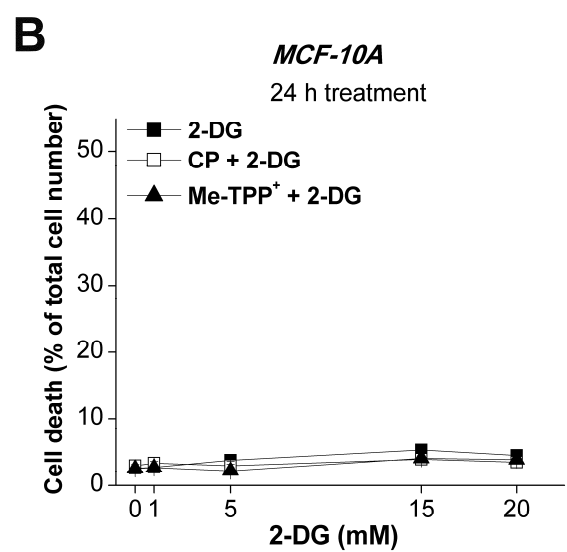 B
MCF-10A
24 h treatment
2-DG
CP + 2-DG
Me-TPP⁺ + 2-DG
Cell death (% of total cell number)
50
40
30
20
10
0
0 1 5 15 20
2-DG (mM)